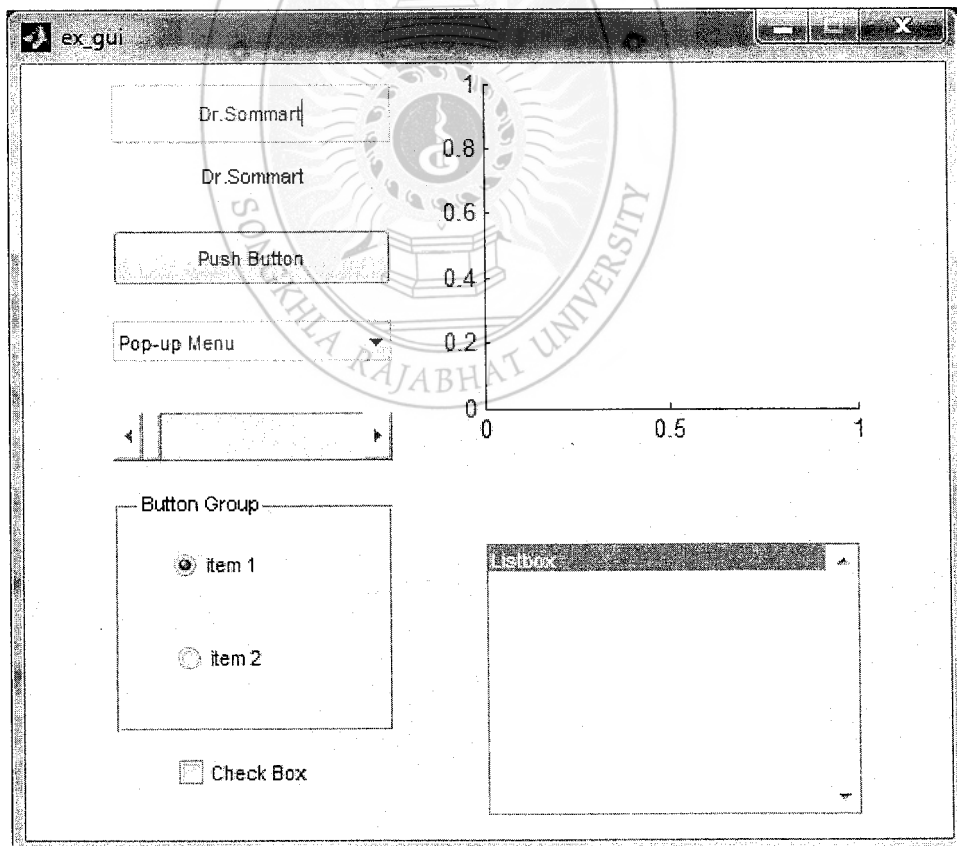 ex_gui
Dr.Sommart
Dr.Sommart
Push Button
Pop-up Menu
Button Group
item 1
item 2
Check Box
1
0.8
0.6
0.4
0.2
0
0
0.5
1
Listbox
SONGKHLA RAJABHAT UNIVERSITY